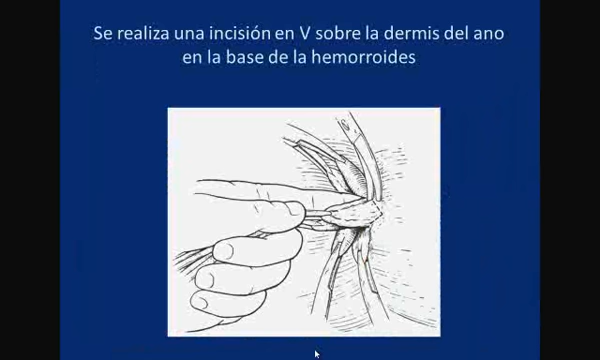 Se realiza una incisión en V sobre la dermis del ano
en la base de la hemorroides